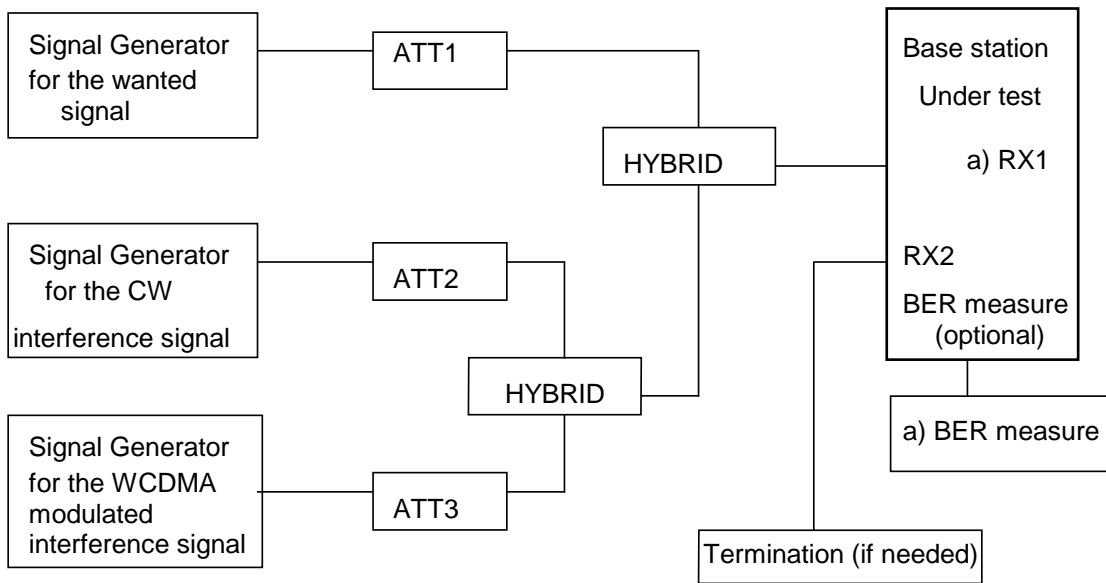 Signal Generator
for the wanted
signal
ATT1
HYBRID
Base station
Under test
a) RX1
RX2
BER measure
(optional)
Signal Generator
for the CW
interference signal
ATT2
HYBRID
Signal Generator
for the WCDMA
modulated
interference signal
ATT3
a) BER measure
Termination (if needed)